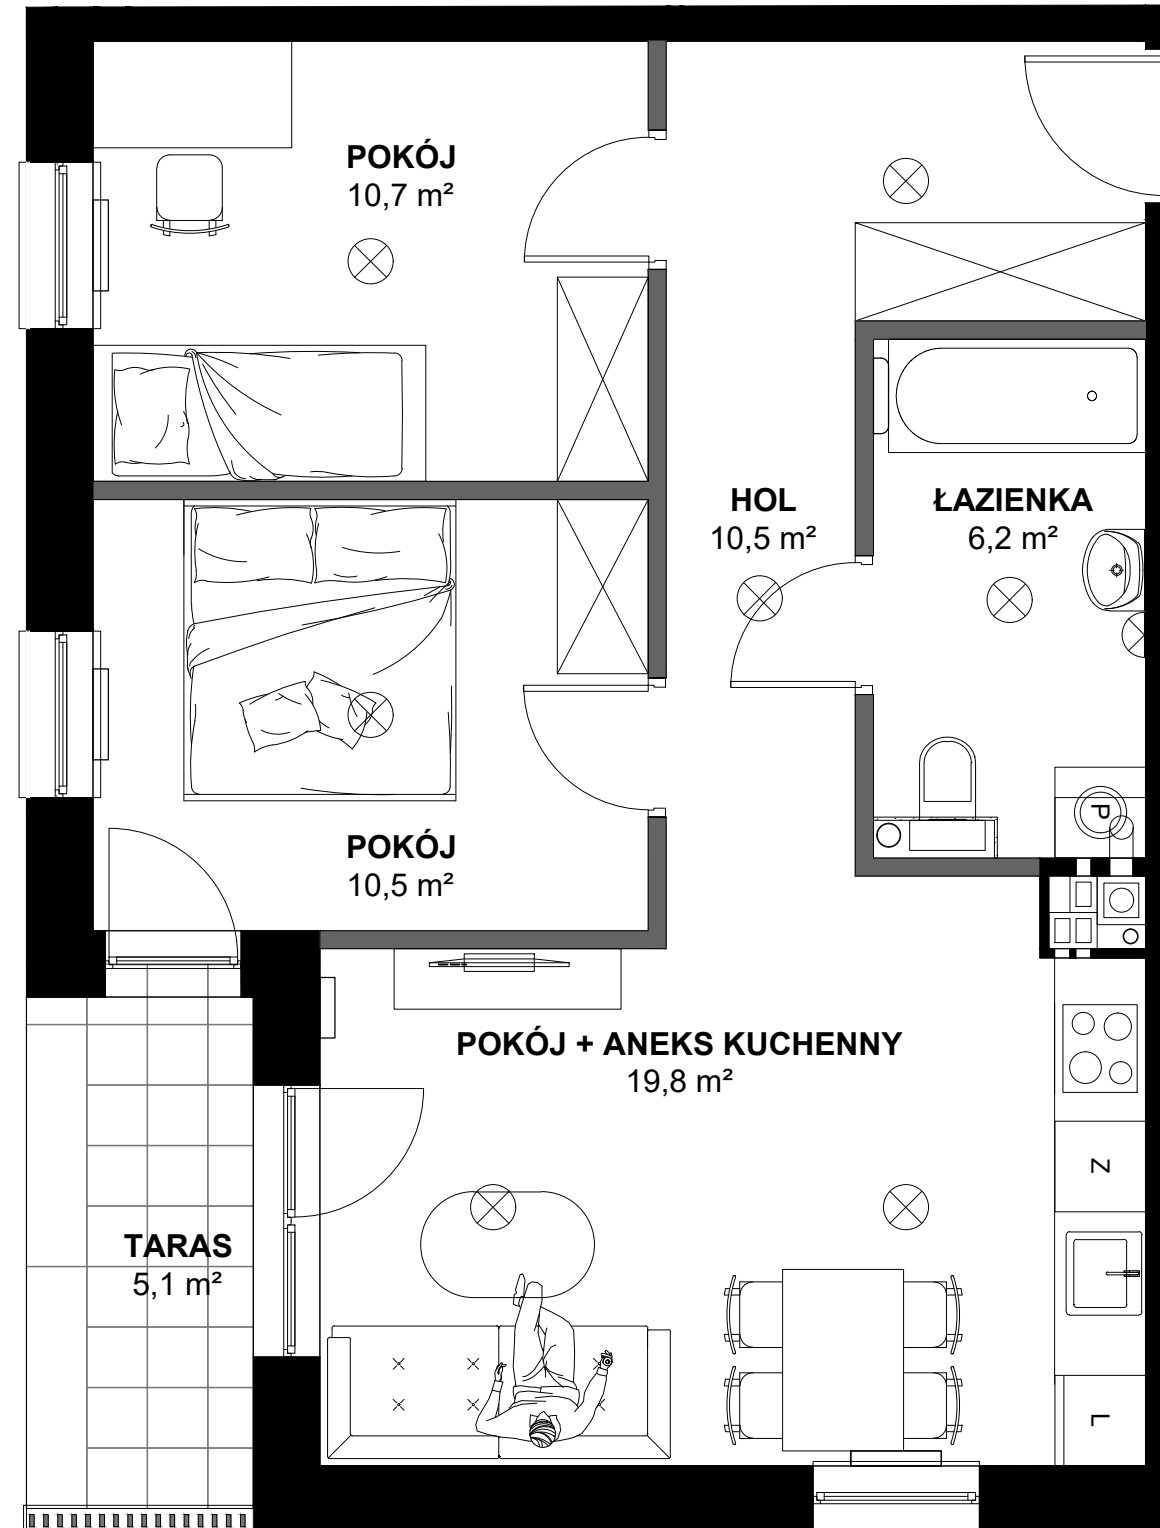 POKÓJ
10,7 m²
HOL
10,5 m²
ŁAZIENKA
6,2 m²
P
POKÓJ
10,5 m²
POKÓJ + ANEKS KUCHENNY
19,8 m²
Z
TARAS
5,1 m²
L